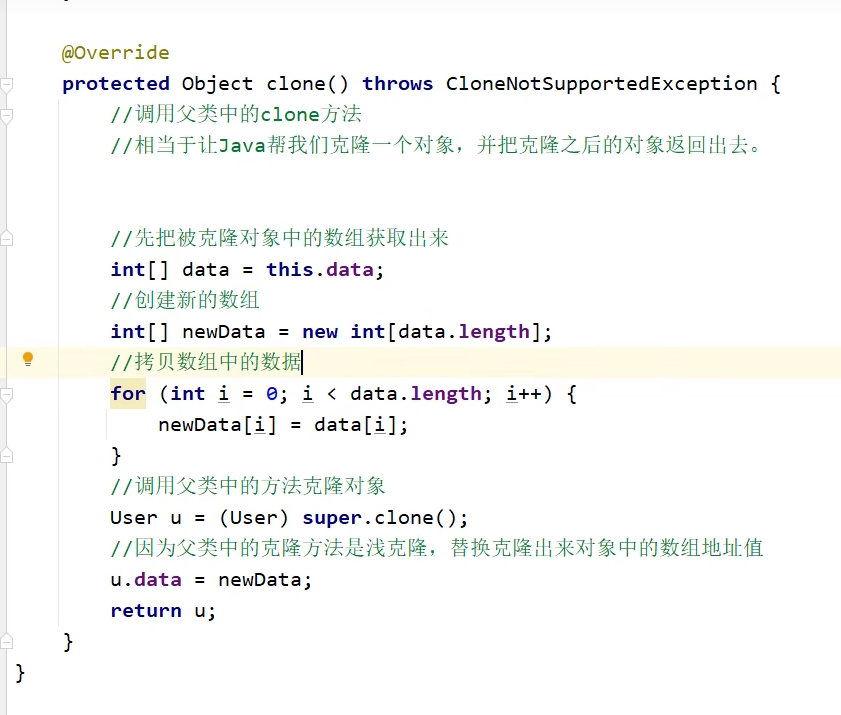 @Override
protected Object clone() throws CloneNotSupportedException {
//调用父类中的clone方法
//相当于让Java帮我们克隆一个对象，并把克隆之后的对象返回出去。
//先把被克隆对象中的数组获取出来
int[] data = this.data;
//创建新的数组
int[] newData = new int[data.length];
//拷贝数组中的数据
for (int i = 0; i < data.length; i++) {
newData[i] = data[i];
}
//调用父类中的方法克隆对象
User u = (User) super.clone();
//因为父类中的克隆方法是浅克隆，替换克隆出来对象中的数组地址值
u.data = newData;
return u;
}
}